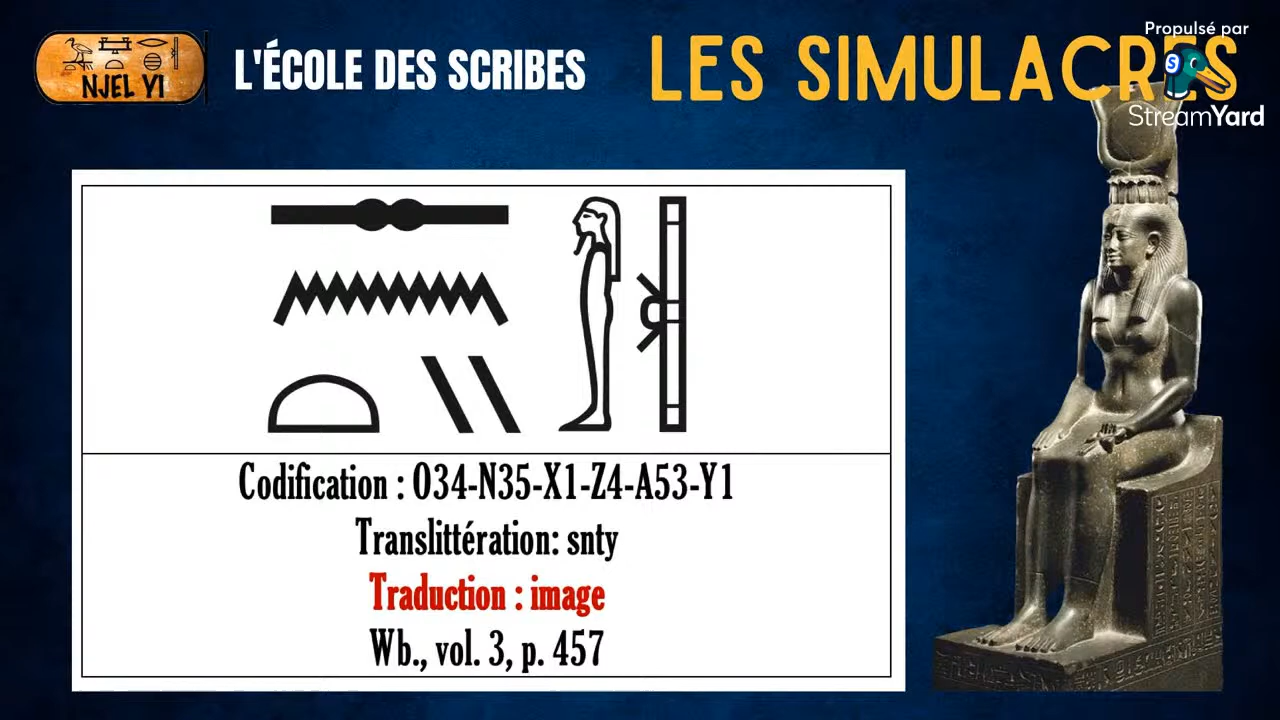 NJEL YI
L'ÉCOLE DES SCRIBES
LES SIMULACRES
Propulsé par
StreamYard
Codification : O34-N35-X1-Z4-A53-Y1
Translittération: snty
Traduction : image
Wb., vol. 3, p. 457